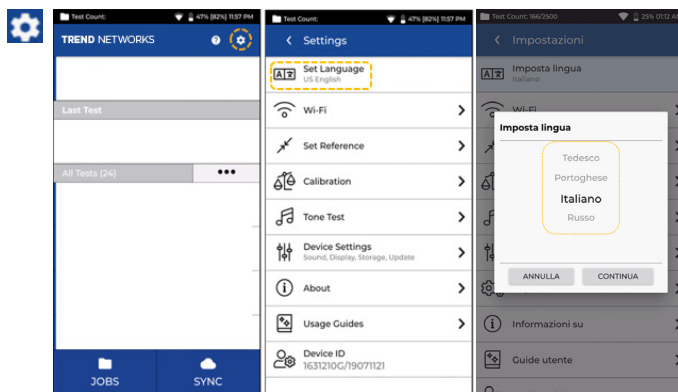 Test Count:
47% [82%] 11:57 PM
TREND NETWORKS
?
Last Test
All Tests (24)
•••
JOBS
SYNC
Test Count:
47% [82%] 11:57 PM
Settings
Set Language
US English
Wi-Fi
Set Reference
Calibration
Tone Test
Device Settings
Sound, Display, Storage, Update
About
Usage Guides
Device ID
1631210G/19071121
Test Count: 166/2500
25% 01:12 AM
Impostazioni
Imposta lingua
Italiano
Wi-Fi
Imposta lingua
Tedesco
Portoghese
Italiano
Russo
ANNULLA
CONTINUA
Informazioni su
Guide utente